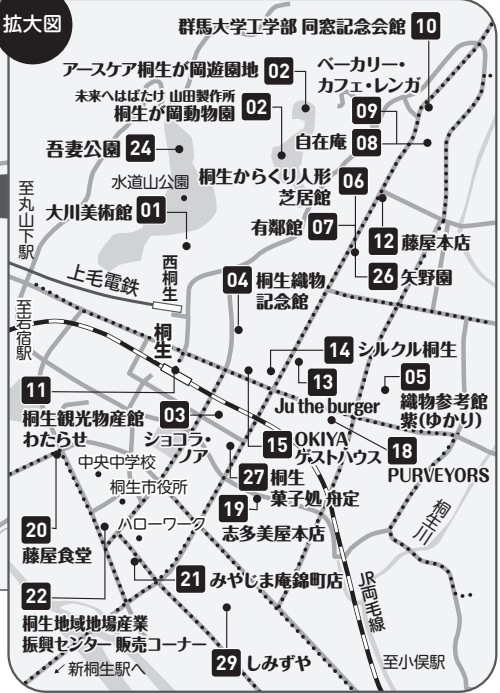 拡大図
群馬大学工学部 同窓記念会館 10
アースケア桐生が岡遊園地 02
ベーカリー・
カフェ・レンガ
09
未来へはばたけ 山田製作所
桐生が岡動物園 02
自在庵 08
吾妻公園 24
水道山公園
桐生からくり人形
芝居館
06
至丸山下駅
大川美術館 01
有鄰館 07
12 藤屋本店
西桐生
上毛電鉄
04 桐生織物
記念館
26 矢野園
至岩宿駅
桐生
14 シルクル桐生
13
Ju the burger
05
織物参考館
紫(ゆかり)
11
桐生観光物産館
わたらせ
03
ショコラ・
ノア
15 OKIYA
ゲストハウス
18
PURVEYORS
中央中学校
桐生市役所
27 桐生
菓子処 舟定
桐生川
19
志多美屋本店
ハローワーク
20
藤屋食堂
21 みやじま庵錦町店
JR両毛線
22
桐生地域地場産業
振興センター 販売コーナー
29 しみずや
至小俣駅
新桐生駅へ